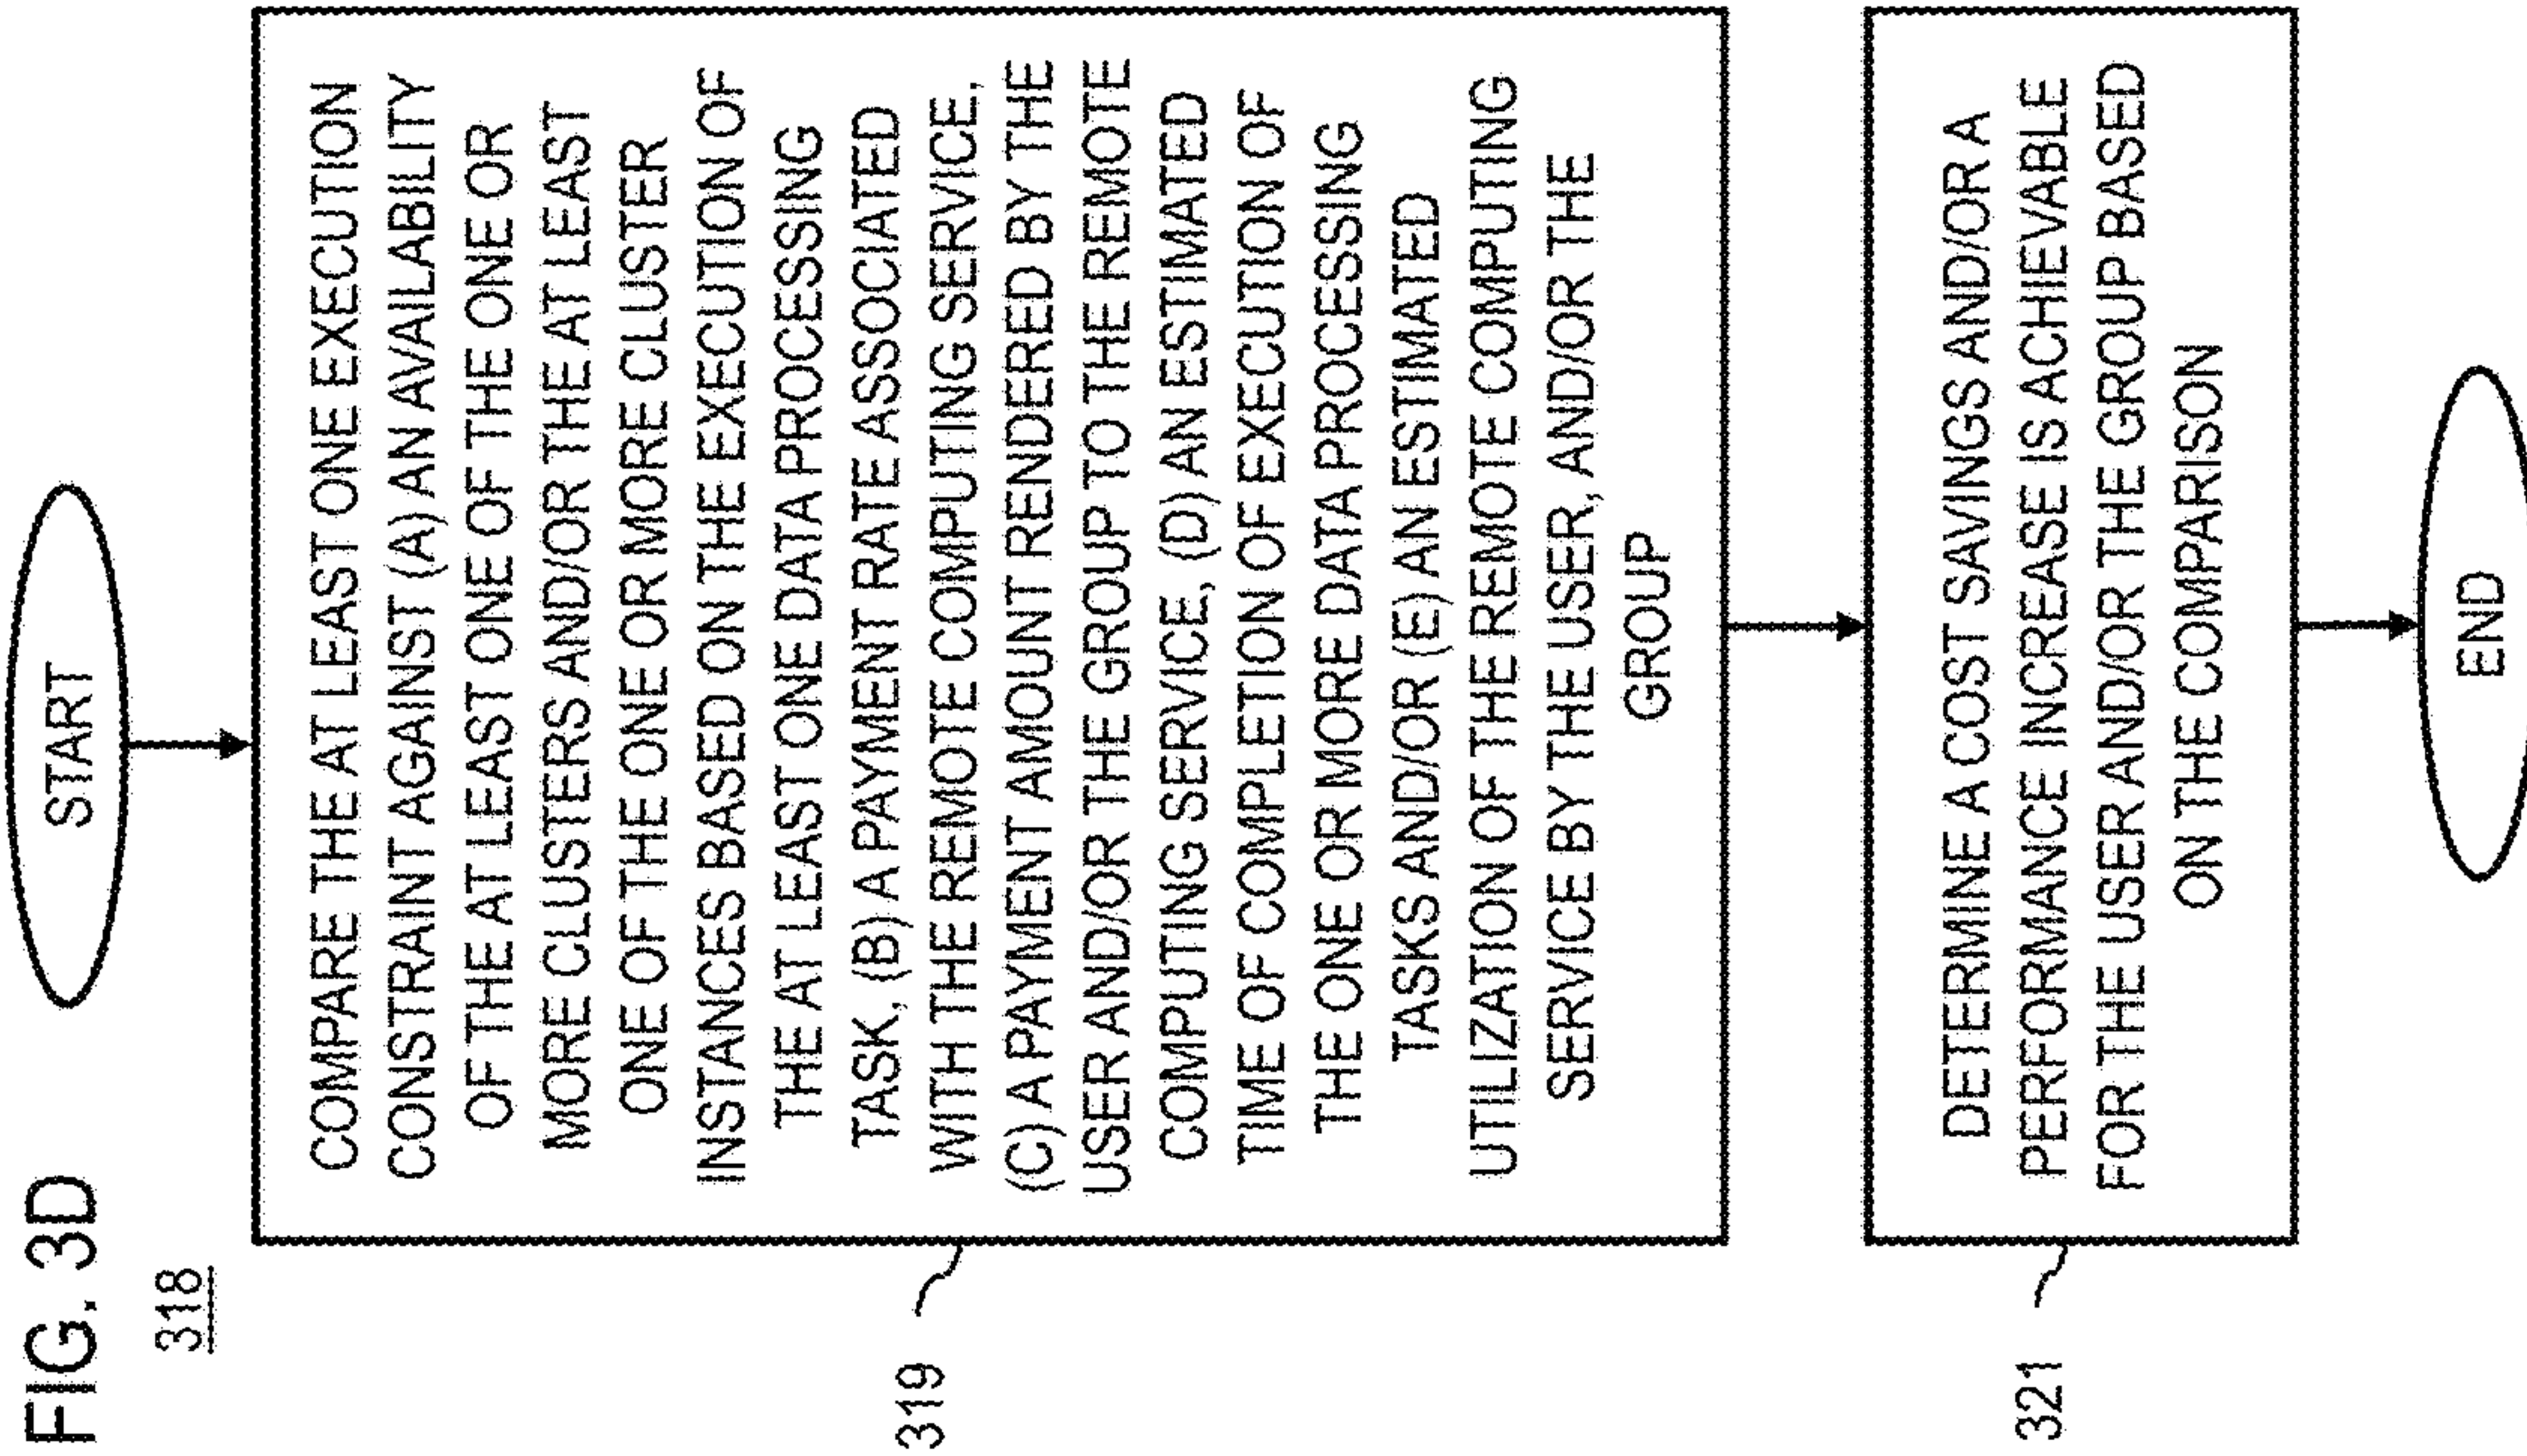 FIG. 3D
318
START
COMPARE THE AT LEAST ONE EXECUTION
CONSTRAINT AGAINST (A) AN AVAILABILITY
OF THE AT LEAST ONE OF THE ONE OR
MORE CLUSTERS AND/OR THE AT LEAST
ONE OF THE ONE OR MORE CLUSTER
INSTANCES BASED ON THE EXECUTION OF
THE AT LEAST ONE DATA PROCESSING
TASK, (B) A PAYMENT RATE ASSOCIATED
WITH THE REMOTE COMPUTING SERVICE,
(C) A PAYMENT AMOUNT RENDERED BY THE
USER AND/OR THE GROUP TO THE REMOTE
COMPUTING SERVICE, (D) AN ESTIMATED
TIME OF COMPLETION OF EXECUTION OF
THE ONE OR MORE DATA PROCESSING
TASKS AND/OR (E) AN ESTIMATED
UTILIZATION OF THE REMOTE COMPUTING
SERVICE BY THE USER, AND/OR THE
GROUP
319
DETERMINE A COST SAVINGS AND/OR A
PERFORMANCE INCREASE IS ACHIEVABLE
FOR THE USER AND/OR THE GROUP BASED
ON THE COMPARISON
321
END